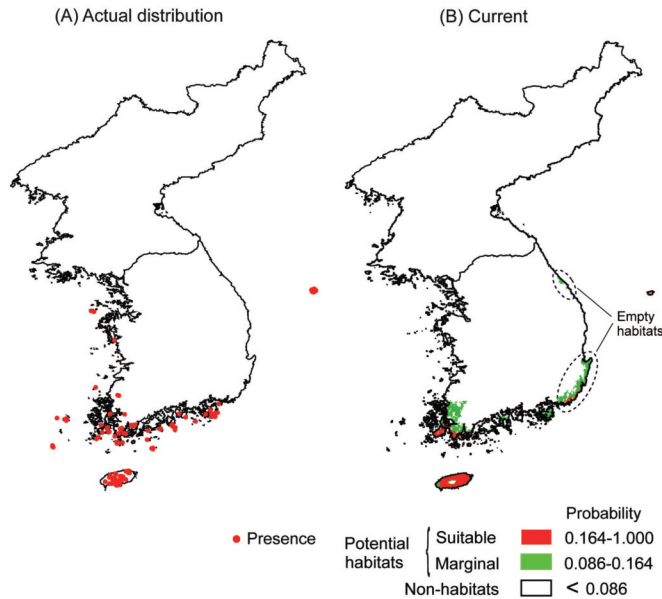 (A) Actual distribution
(B) Current
Empty
habitats
Presence
Probability
Potential
habitats
Suitable
0.164-1.000
Marginal
0.086-0.164
Non-habitats
< 0.086